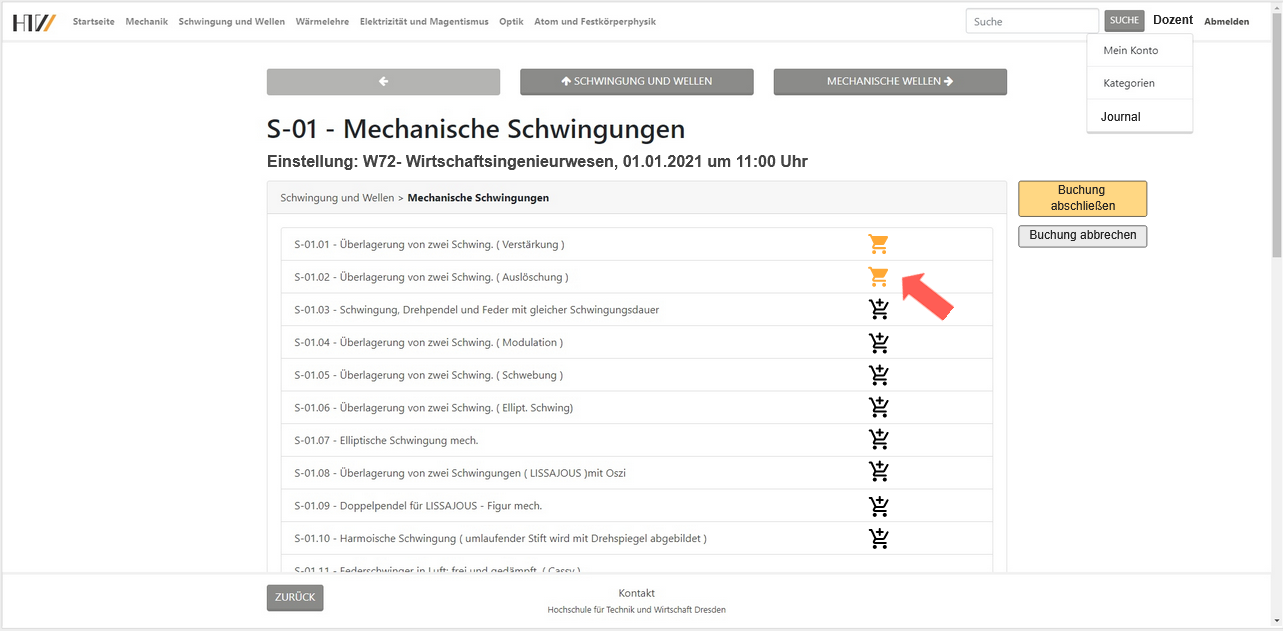 HTW
Startseite Mechanik Schwingung und Wellen Wärmelehre Elektrizität und Magentismus Optik Atom und Festkörperphysik Suche SUCHE Dozent Abmelden
Mein Konto
Kategorien
Journal
SCHWINGUNG UND WELLEN MECHANISCHE WELLEN
S-01 - Mechanische Schwingungen
Einstellung: W72- Wirtschaftsingenieurwesen, 01.01.2021 um 11:00 Uhr
Schwingung und Wellen > Mechanische Schwingungen
Buchung
abschließen
Buchung abbrechen
S-01.01 - Überlagerung von zwei Schwing. ( Verstärkung )
S-01.02 - Überlagerung von zwei Schwing. ( Auslöschung )
S-01.03 - Schwingung, Drehpendel und Feder mit gleicher Schwingungsdauer
S-01.04 - Überlagerung von zwei Schwing. ( Modulation )
S-01.05 - Überlagerung von zwei Schwing. ( Schwebung )
S-01.06 - Überlagerung von zwei Schwing. ( Ellipt. Schwing)
S-01.07 - Elliptische Schwingung mech.
S-01.08 - Überlagerung von zwei Schwingungen ( LISSAJOUS )mit Oszi
S-01.09 - Doppelpendel für LISSAJOUS - Figur mech.
S-01.10 - Harmoische Schwingung ( umlaufender Stift wird mit Drehspiegel abgebildet )
S-01.11 - Federschwinger in Luft: frei und gedämpft. ( Cassy )
ZURÜCK
Kontakt
Hochschule für Technik und Wirtschaft Dresden